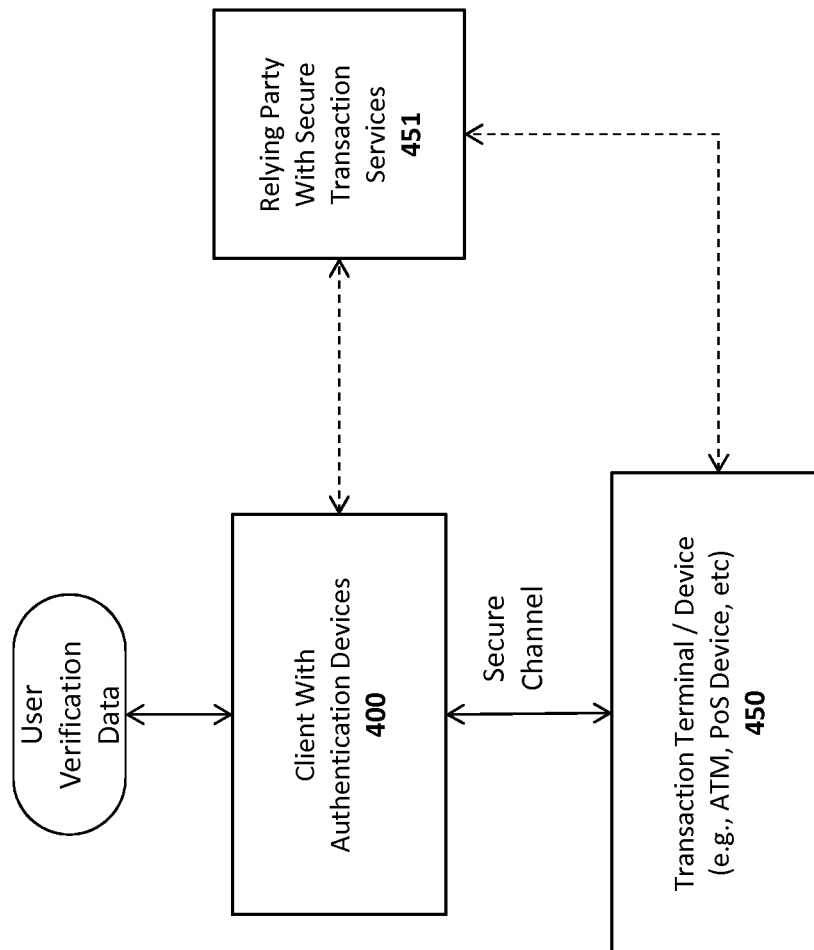 User
Verification
Data
Client With
Authentication Devices
400
Secure
Channel
Transaction Terminal / Device
(e.g., ATM, PoS Device, etc)
450
Relying Party
With Secure
Transaction
Services
451